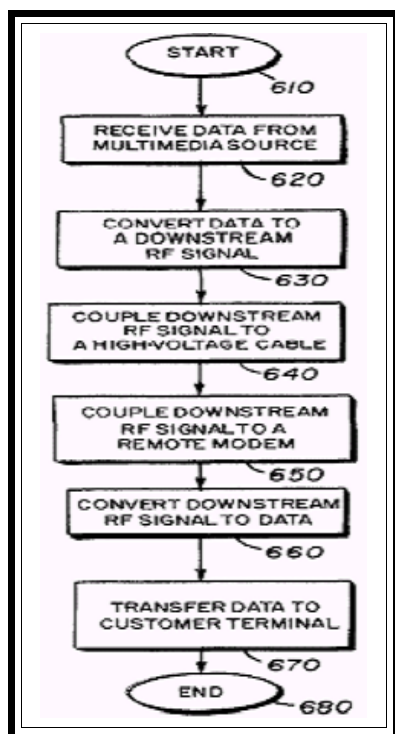 START
610
RECEIVE DATA FROM
MULTIMEDIA SOURCE
620
CONVERT DATA TO
A DOWNSTREAM
RF SIGNAL
630
COUPLE DOWNSTREAM
RF SIGNAL TO
A HIGH-VOLTAGE CABLE
640
COUPLE DOWNSTREAM
RF SIGNAL TO A
REMOTE MODEM
650
CONVERT DOWNSTREAM
RF SIGNAL TO DATA
660
TRANSFER DATA TO
CUSTOMER TERMINAL
670
END
680